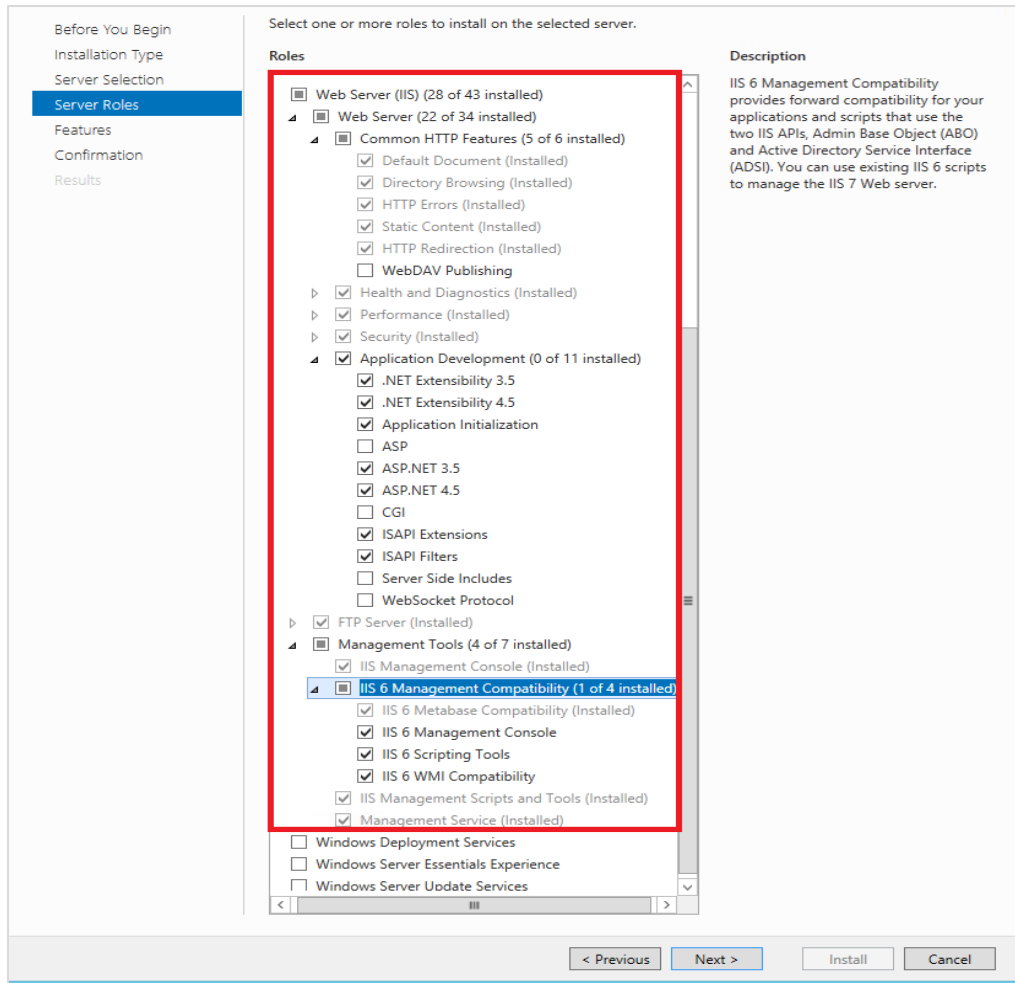 Before You Begin
Installation Type
Server Selection
Server Roles
Features
Confirmation
Results
Select one or more roles to install on the selected server.
Roles
Web Server (IIS) (28 of 43 installed)
Web Server (22 of 34 installed)
Common HTTP Features (5 of 6 installed)
Default Document (Installed)
Directory Browsing (Installed)
HTTP Errors (Installed)
Static Content (Installed)
HTTP Redirection (Installed)
WebDAV Publishing
Health and Diagnostics (Installed)
Performance (Installed)
Security (Installed)
Application Development (0 of 11 installed)
.NET Extensibility 3.5
.NET Extensibility 4.5
Application Initialization
ASP
ASP.NET 3.5
ASP.NET 4.5
CGI
ISAPI Extensions
ISAPI Filters
Server Side Includes
WebSocket Protocol
FTP Server (Installed)
Management Tools (4 of 7 installed)
IIS Management Console (Installed)
IIS 6 Management Compatibility (1 of 4 installed)
IIS 6 Metabase Compatibility (Installed)
IIS 6 Management Console
IIS 6 Scripting Tools
IIS 6 WMI Compatibility
IIS Management Scripts and Tools (Installed)
Management Service (Installed)
Windows Deployment Services
Windows Server Essentials Experience
Windows Server Update Services
Description
IIS 6 Management Compatibility
provides forward compatibility for your
applications and scripts that use the
two IIS APIs, Admin Base Object (ABO)
and Active Directory Service Interface
(ADSI). You can use existing IIS 6 scripts
to manage the IIS 7 Web server.
< Previous
Next >
Install
Cancel